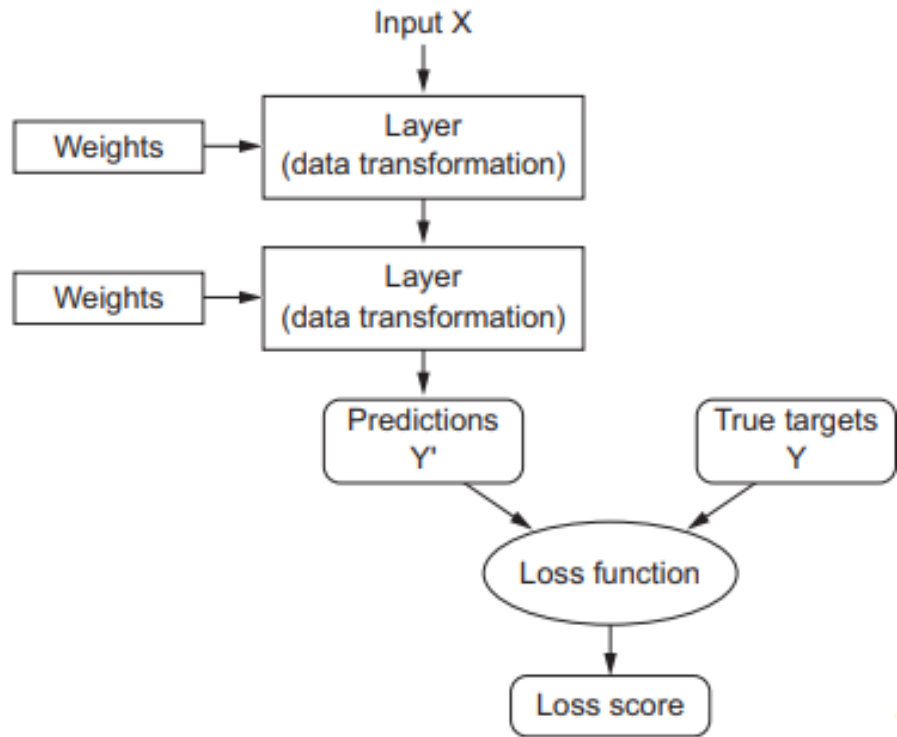 Input X
Weights
Layer
(data transformation)
Weights
Layer
(data transformation)
Predictions
Y'
True targets
Y
Loss function
Loss score